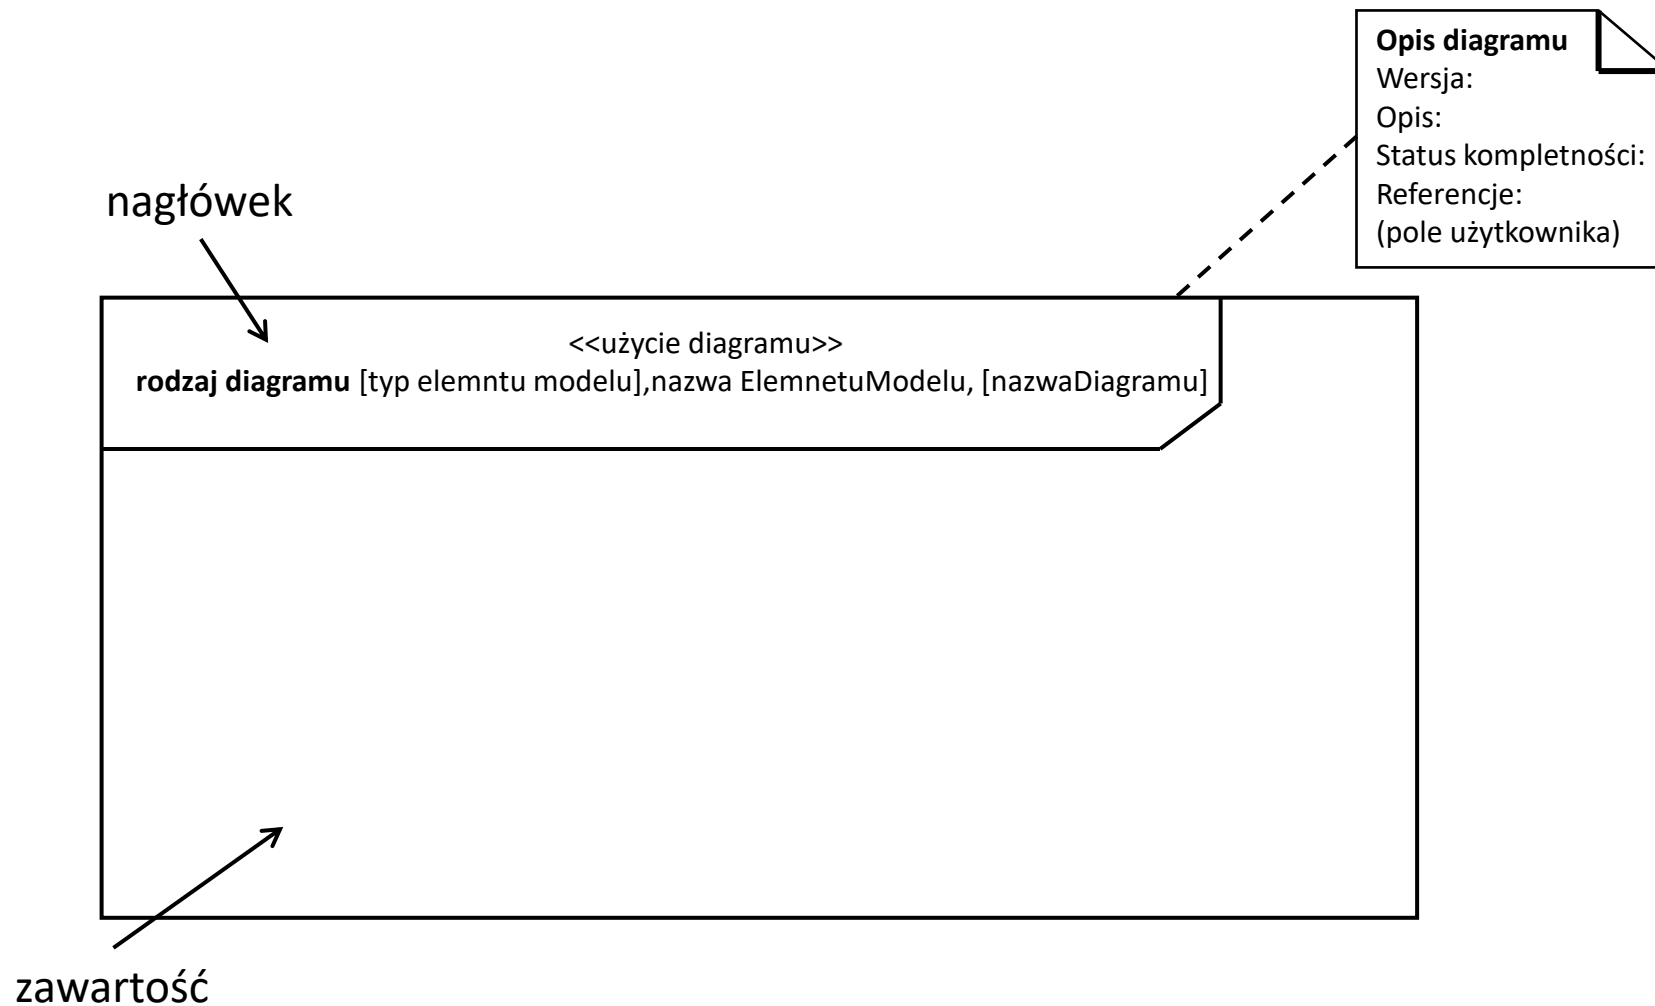 Opis diagramu
Wersja:
Opis:
Status kompletności:
Referencje:
(pole użytkownika)
nagłówek
<<użycie diagramu>>
rodzaj diagramu [typ elemntu modelu],nazwa ElemnetuModelu, [nazwaDiagramu]
zawartość